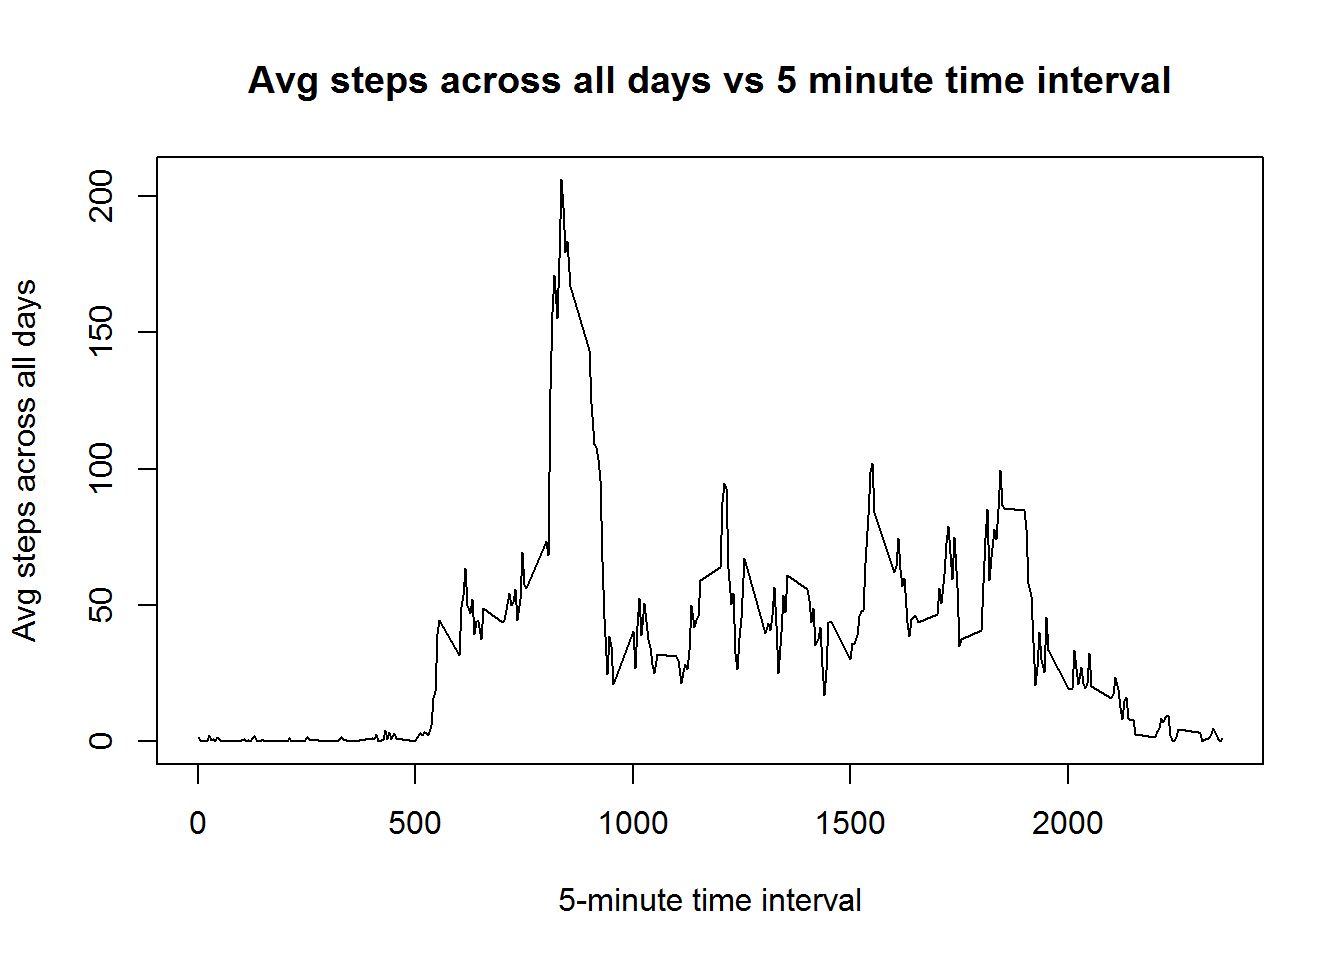 Avg steps across all days vs 5 minute time interval
Avg steps across all days
200
150
100
50
0
0 500 1000 1500 2000
5-minute time interval